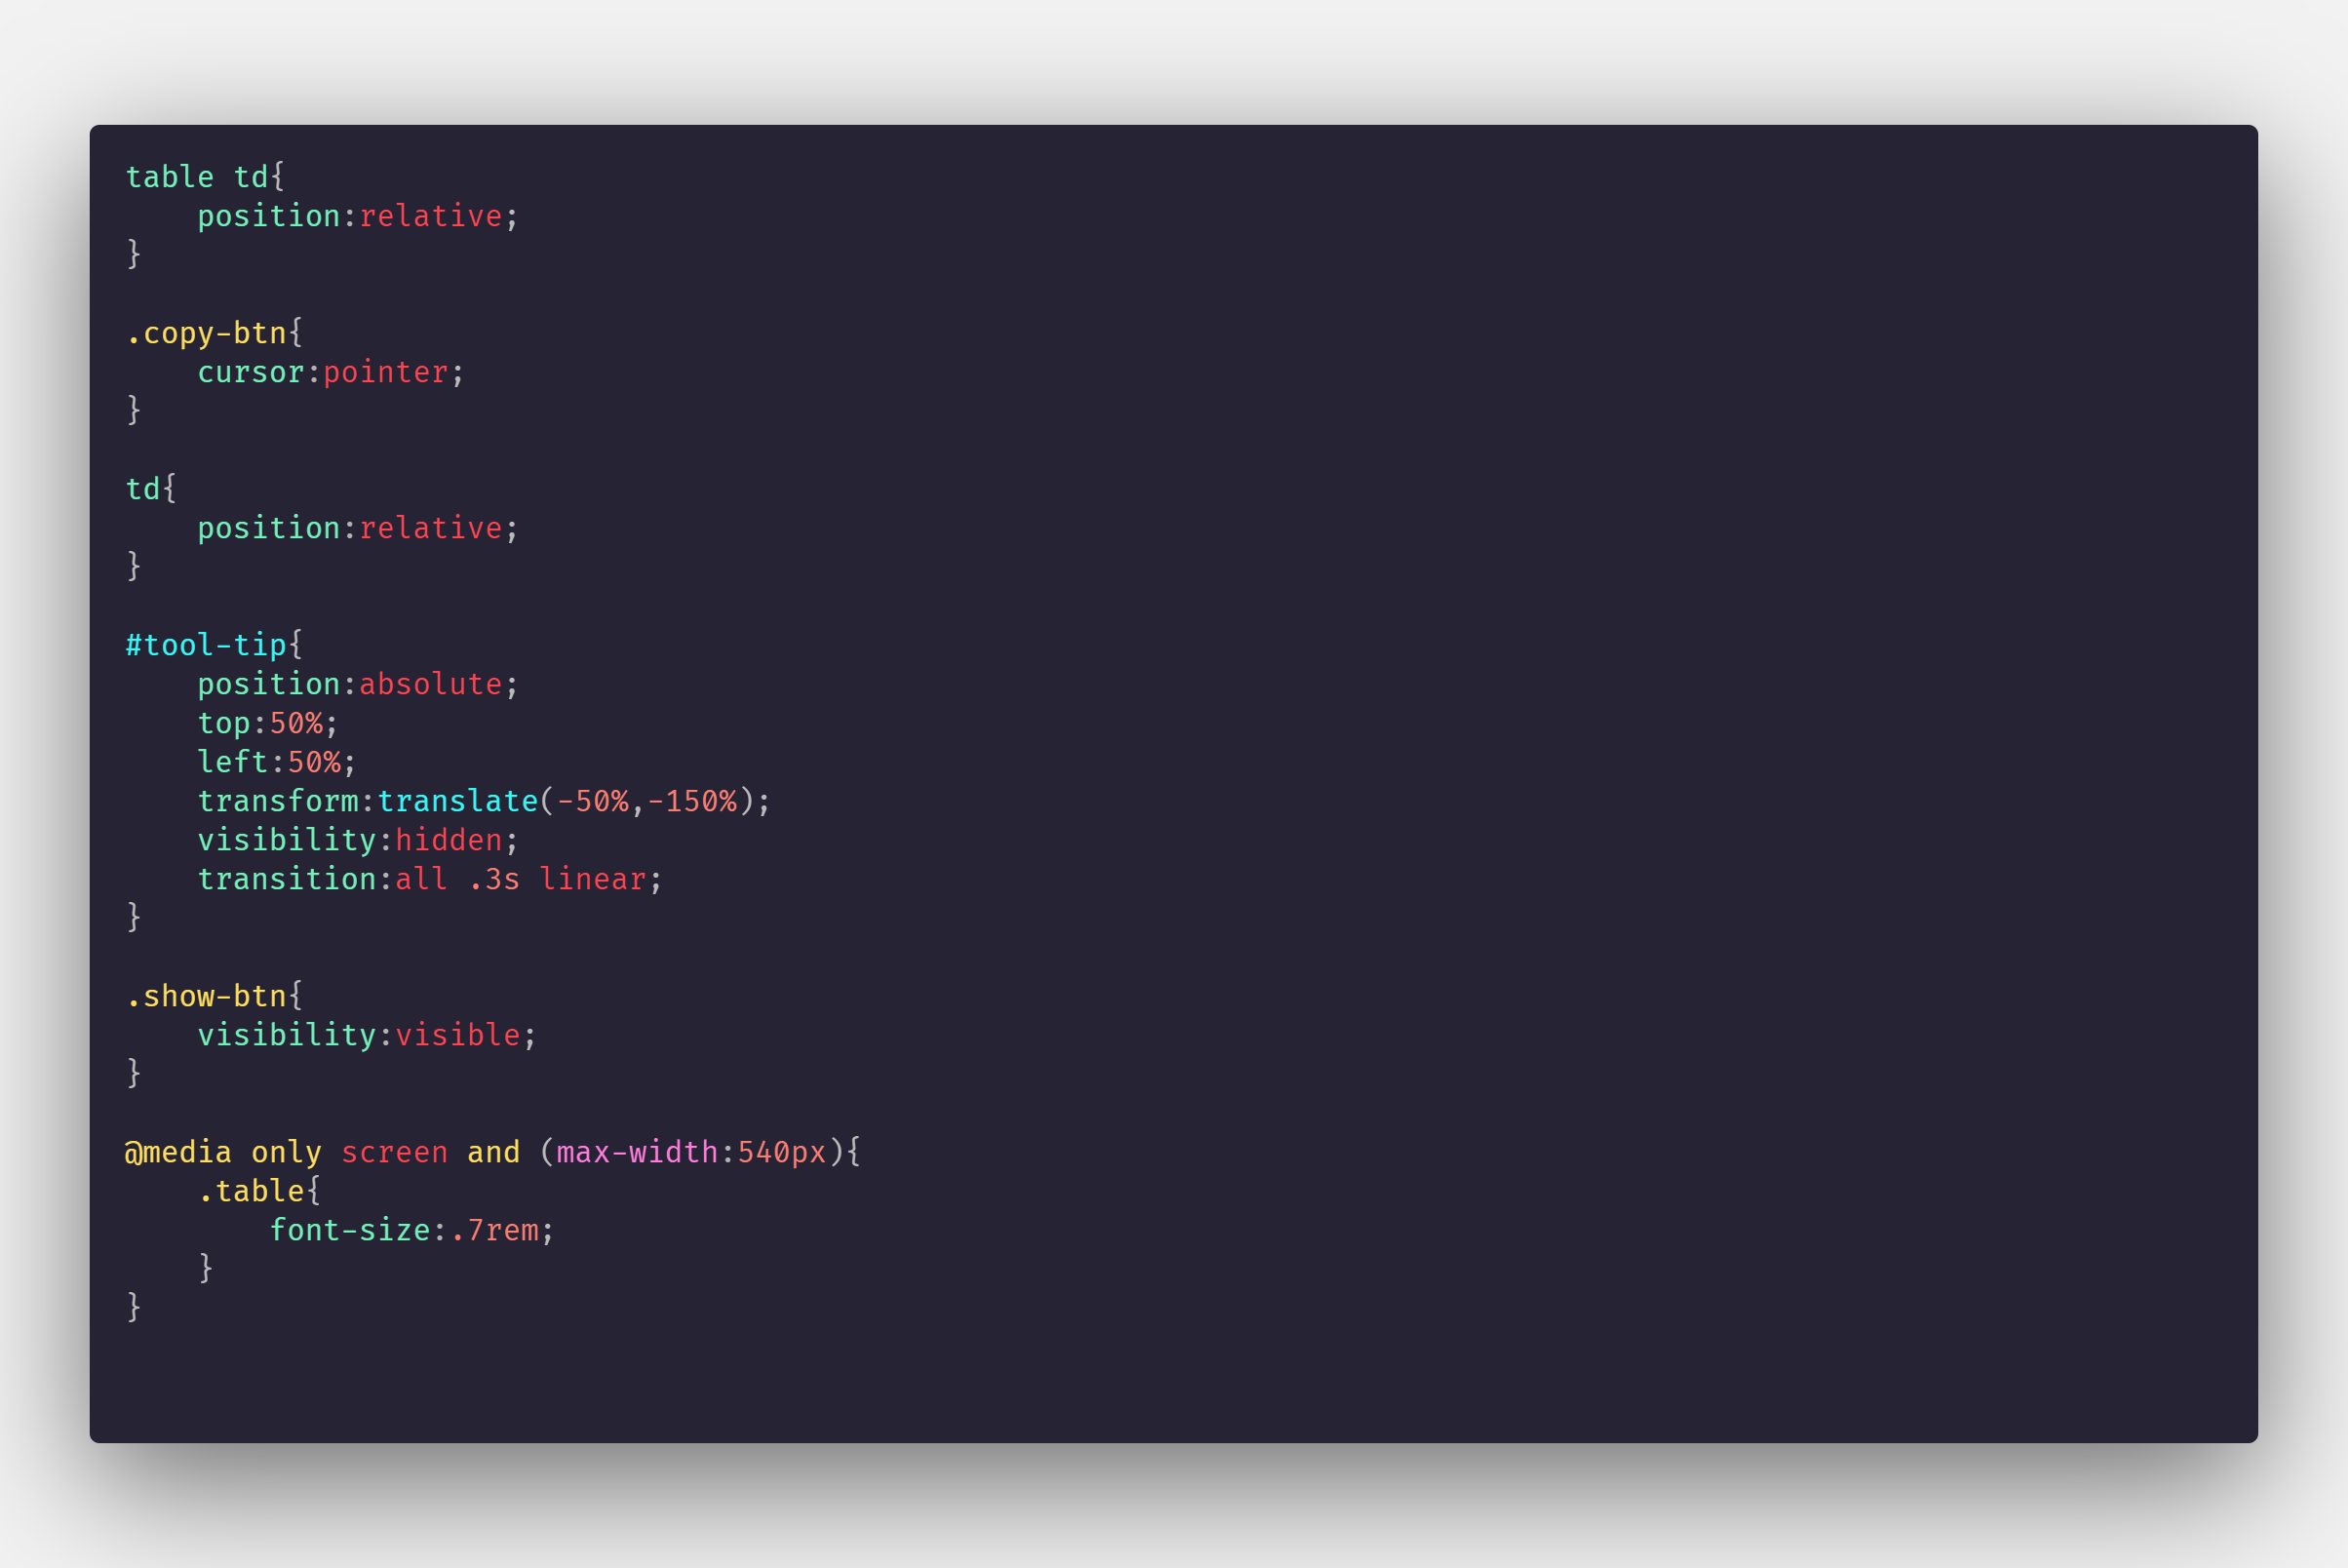 table td{
    position:relative;
}

.copy-btn{
    cursor:pointer;
}

td{
    position:relative;
}

#tool-tip{
    position:absolute;
    top:50%;
    left:50%;
    transform:translate(-50%,-150%);
    visibility:hidden;
    transition:all .3s linear;
}

.show-btn{
    visibility:visible;
}

@media only screen and (max-width:540px){
    .table{
        font-size:.7rem;
    }
}